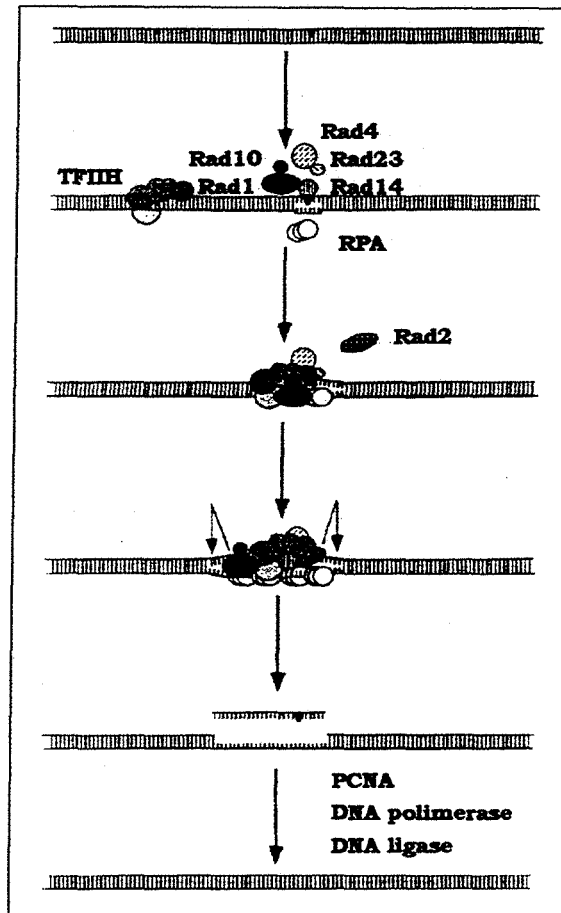 Rad4
Rad10
Rad23
TFIIH
Rad1
Rad14
RPA
Rad2
PCNA
DNA polimerase
DNA ligase